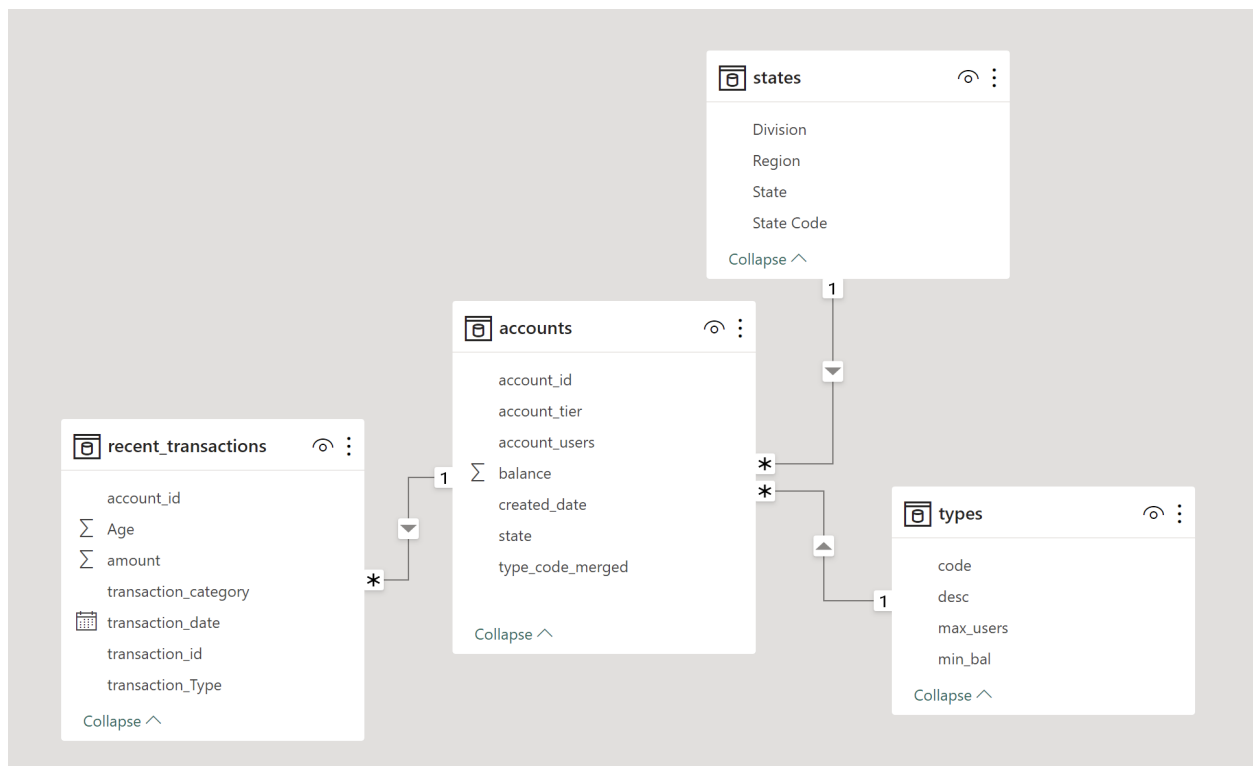 states
Division
Region
State
State Code
Collapse
1
accounts
account_id
account_tier
account_users
Σ balance
created_date
state
type_code_merged
Collapse
*
*
1
recent_transactions
account_id
Σ Age
Σ amount
transaction_category
transaction_date
transaction_id
transaction_Type
Collapse
*
types
code
desc
max_users
min_bal
Collapse
1